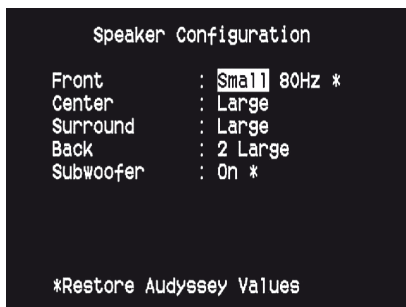 Speaker Configuration
Front : Small 80Hz *
Center : Large
Surround : Large
Back : 2 Large
Subwoofer : On *
*Restore Audyssey Values